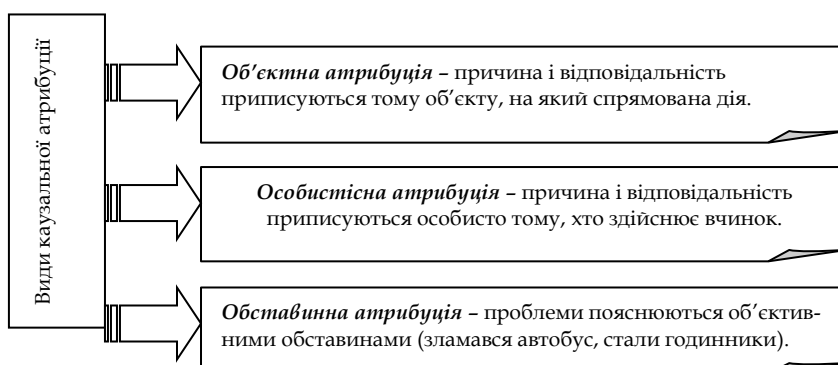 Види каузальної атрибуції
Об’єктна атрибуція – причина і відповідальність
приписуються тому об’єкту, на який спрямована дія.
Особистісна атрибуція – причина і відповідальність
приписуються особисто тому, хто здійснює вчинок.
Обставинна атрибуція – проблеми пояснюються об’єктив-
ними обставинами (зламався автобус, стали годинники).